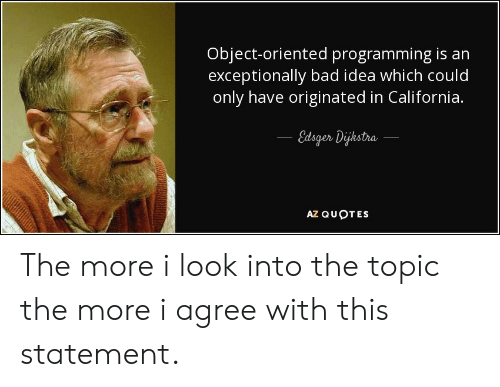 Object-oriented programming is an
exceptionally bad idea which could
only have originated in California.
— Edsger Dijkstra —
AZ QUOTES
The more i look into the topic
the more i agree with this
statement.